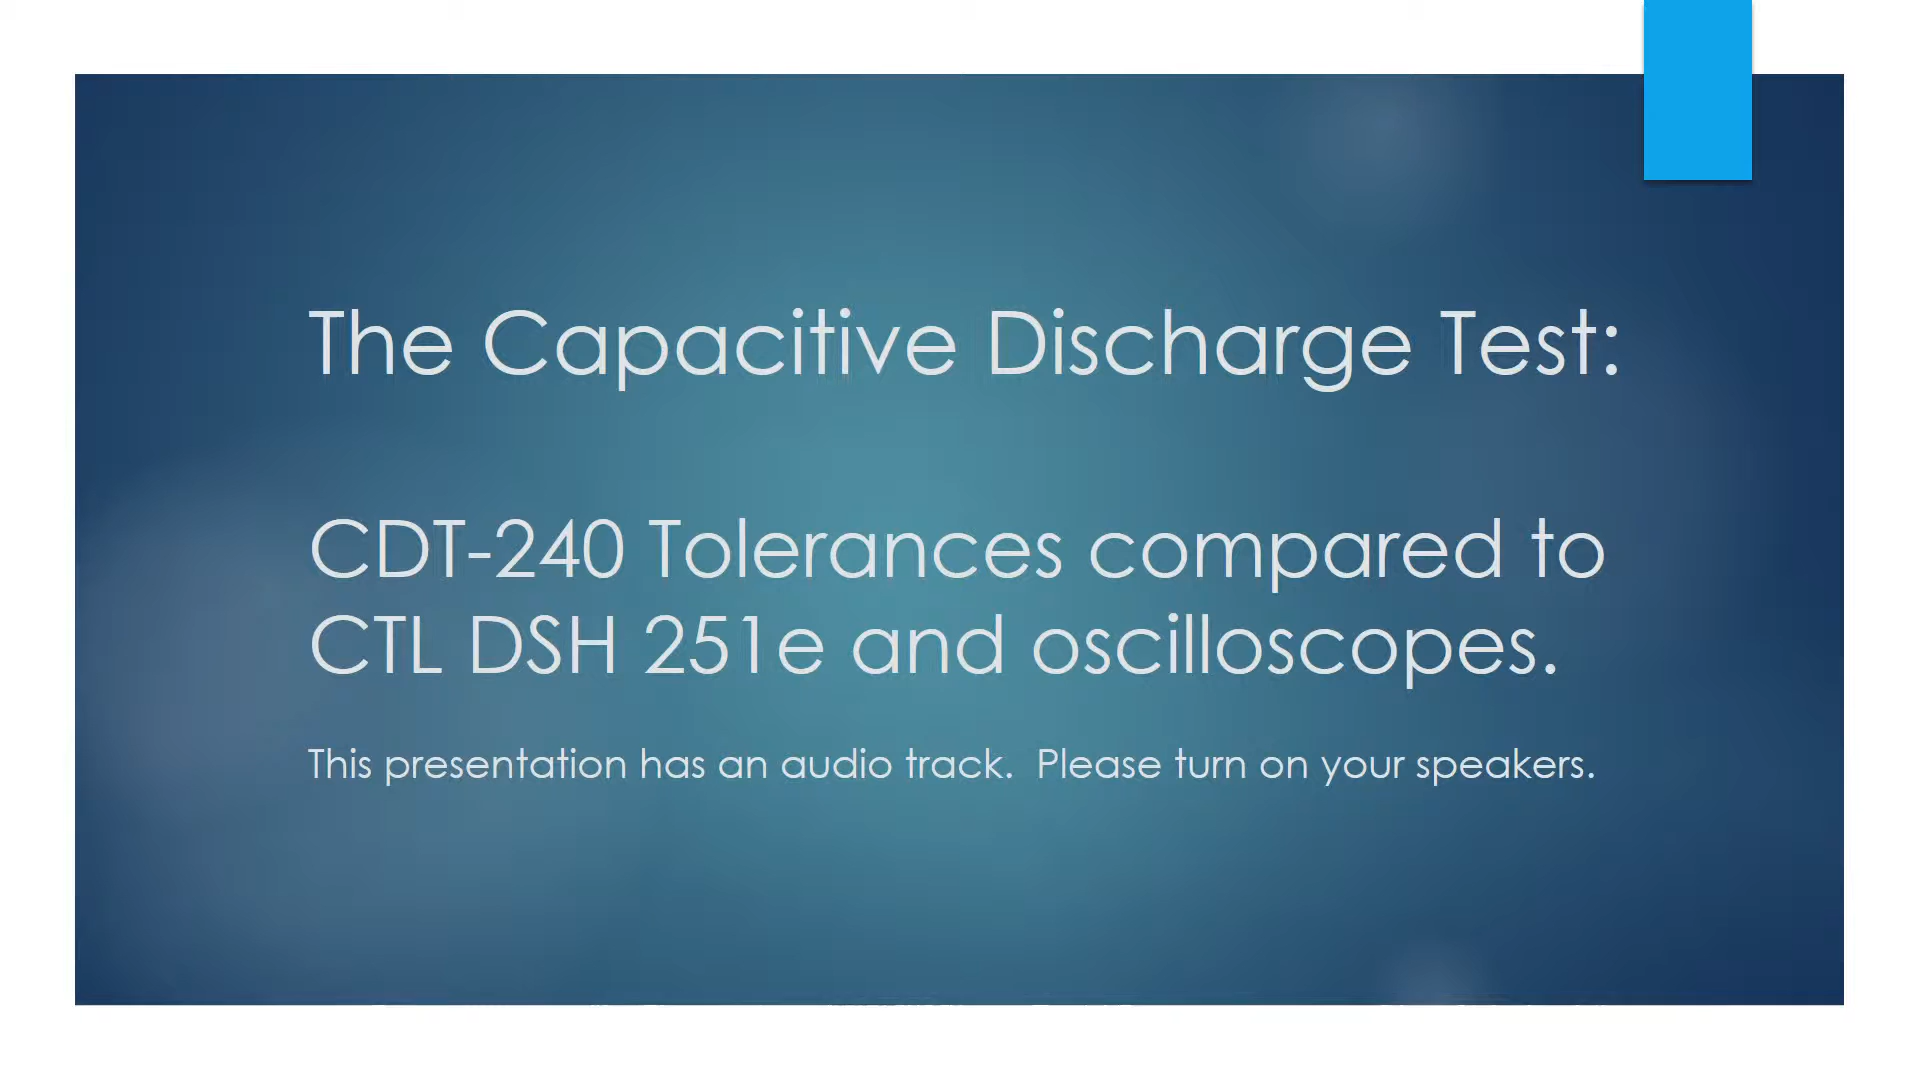 The Capacitive Discharge Test:
CDT-240 Tolerances compared to
CTL DSH 251e and oscilloscopes.
This presentation has an audio track.  Please turn on your speakers.